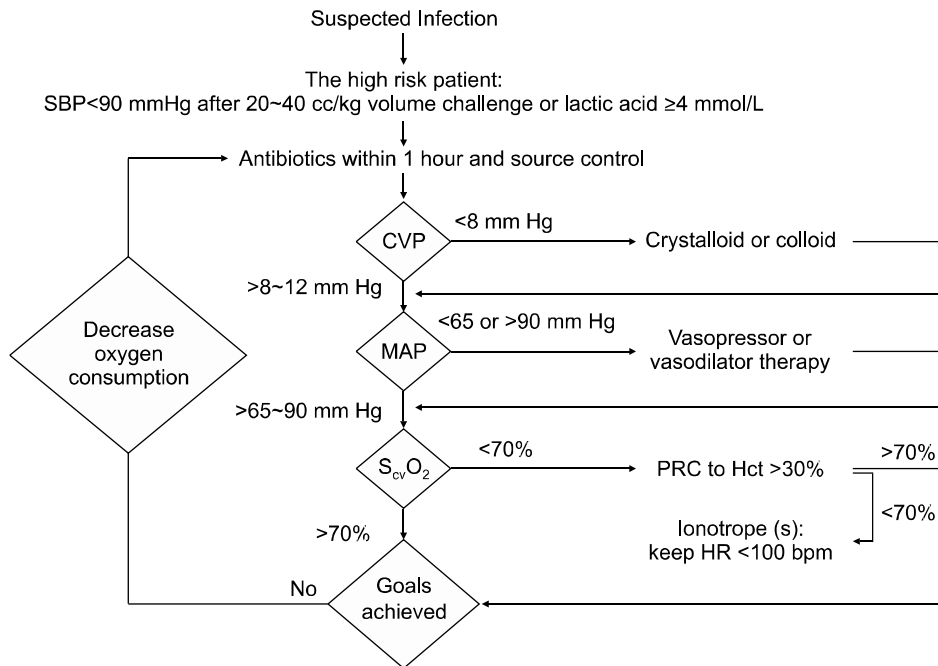 Suspected Infection
The high risk patient:
SBP<90 mmHg after 20~40 cc/kg volume challenge or lactic acid ≥4 mmol/L
Antibiotics within 1 hour and source control
<8 mm Hg
CVP
Crystalloid or colloid
>8~12 mm Hg
<65 or >90 mm Hg
MAP
Vasopressor or
vasodilator therapy
Decrease
oxygen
consumption
>65~90 mm Hg
<70%
ScvO2
PRC to Hct >30%
>70%
<70%
Ionotrope (s):
keep HR <100 bpm
>70%
No
Goals
achieved